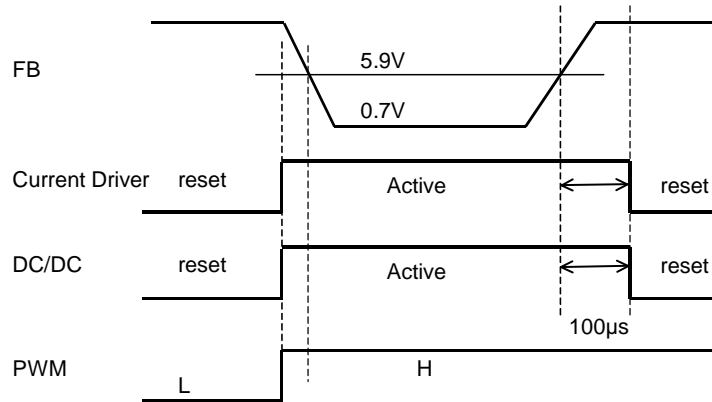 FB
5.9V
0.7V
Current Driver reset Active reset
DC/DC reset Active reset
100µs
PWM L H